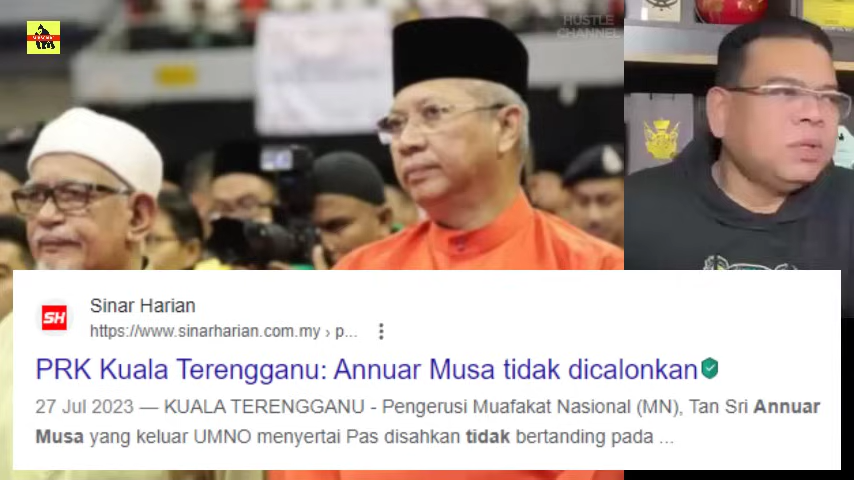 HUSTLE
CHANNEL
SH
Sinar Harian
https://www.sinarharian.com.my › p...
PRK Kuala Terengganu: Annuar Musa tidak dicalonkan
27 Jul 2023 — KUALA TERENGGANU - Pengerusi Muafakat Nasional (MN), Tan Sri Annuar
Musa yang keluar UMNO menyertai Pas disahkan tidak bertanding pada ...